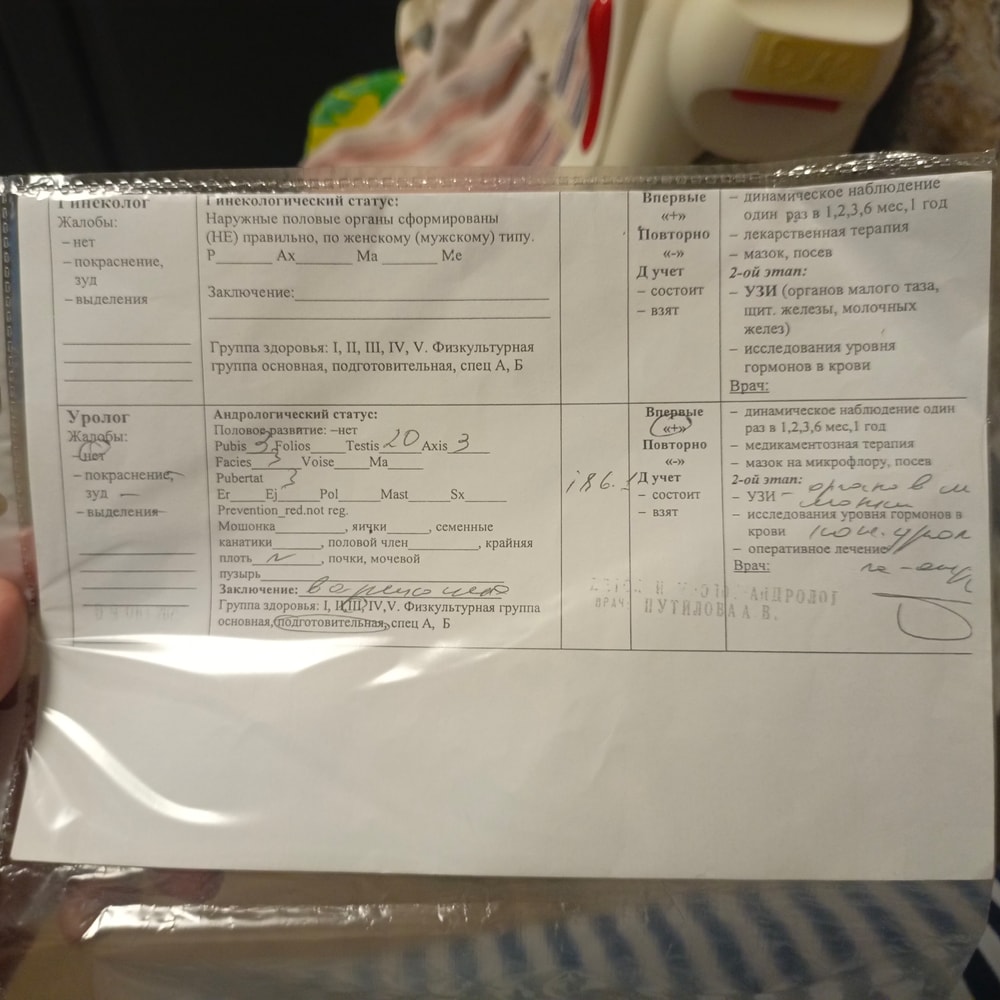 Гинеколог
Жалобы:
– нет
– покраснение,
зуд
– выделения
Гинекологический статус:
Наружные половые органы сформированы
(НЕ) правильно, по женскому (мужскому) типу.
P Ax Ma Me
Заключение:
Группа здоровья: I, II, III, IV, V. Физкультурная
группа основная, подготовительная, спец А, Б
Впервые
«+»
Повторно
«-»
Д учет
– состоит
– взят
– динамическое наблюдение
один раз в 1,2,3,6 мес,1 год
– лекарственная терапия
– мазок, посев
2-ой этап:
– УЗИ (органов малого таза,
щит. железы, молочных
желез)
– исследования уровня
гормонов в крови
Врач:
Уролог
Жалобы:
–нет
– покраснение,
зуд
– выделения
Андрологический статус:
Половое развитие: –нет
Pubis 3 Folios Testis 20 Axis 3
Facies 3 Voise Ma
Pubertat 3
Er Ej Pol Mast Sx
Prevention_red.not reg.
Мошонка, яички, семенные
канатики, половой член, крайняя
плоть N, почки, мочевой
пузырь
Заключение: варикоцеле
Группа здоровья: I, II, III, IV,V. Физкультурная группа
основная, подготовительная, спец А, Б
i86.1
Впервые
«+»
Повторно
«-»
Д учет
– состоит
– взят
– динамическое наблюдение один
раз в 1,2,3,6 мес,1 год
– медикаментозная терапия
– мазок на микрофлору, посев
2-ой этап: органов
– УЗИ – мошонки
– исследования уровня гормонов в
крови
– оперативное лечение
Врач:
АНДРОЛОГ
ВРАЧ ПУТИЛОВА А.В.